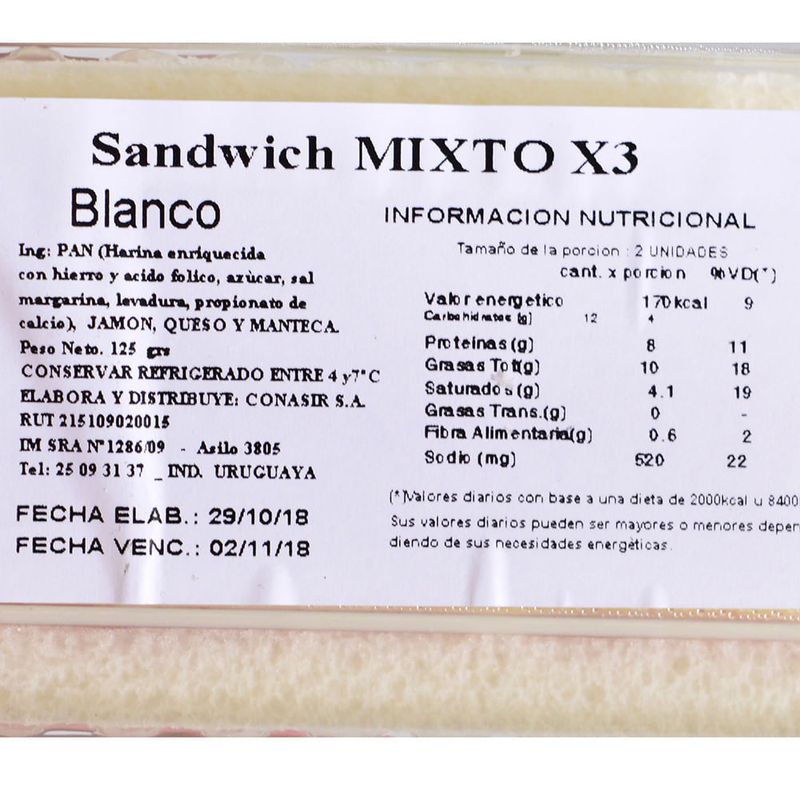 Sandwich MIXTO X3
Blanco
Ing: PAN (Harina enriquecida
con hierro y acido folico, azùcar, sal
margarina, levadura, propionato de
calcio), JAMON, QUESO Y MANTECA.
Peso Neto. 125 grs
CONSERVAR REFRIGERADO ENTRE 4 y7°C
ELABORA Y DISTRIBUYE: CONASIR S.A.
RUT 215109020015
IM SRA Nº1286/09 - Asilo 3805
Tel: 25 09 31 37 _ IND. URUGUAYA
FECHA ELAB.: 29/10/18
FECHA VENC.: 02/11/18
INFORMACION NUTRICIONAL
Tamaño de la porcion : 2 UNIDADES
cant. x porcion %VD(*)
Valor energetico 170kcal 9
Carbohidratos (g) 12 4
Proteinas(g) 8 11
Grasas Tot(g) 10 18
Saturados(g) 4.1 19
Grasas Trans.(g) 0 -
Fibra Alimentaria(g) 0.6 2
Sodio (mg) 520 22
(*)Valores diarios con base a una dieta de 2000kcal u 8400
Sus valores diarios pueden ser mayores o menores depen
diendo de sus necesidades energèticas.